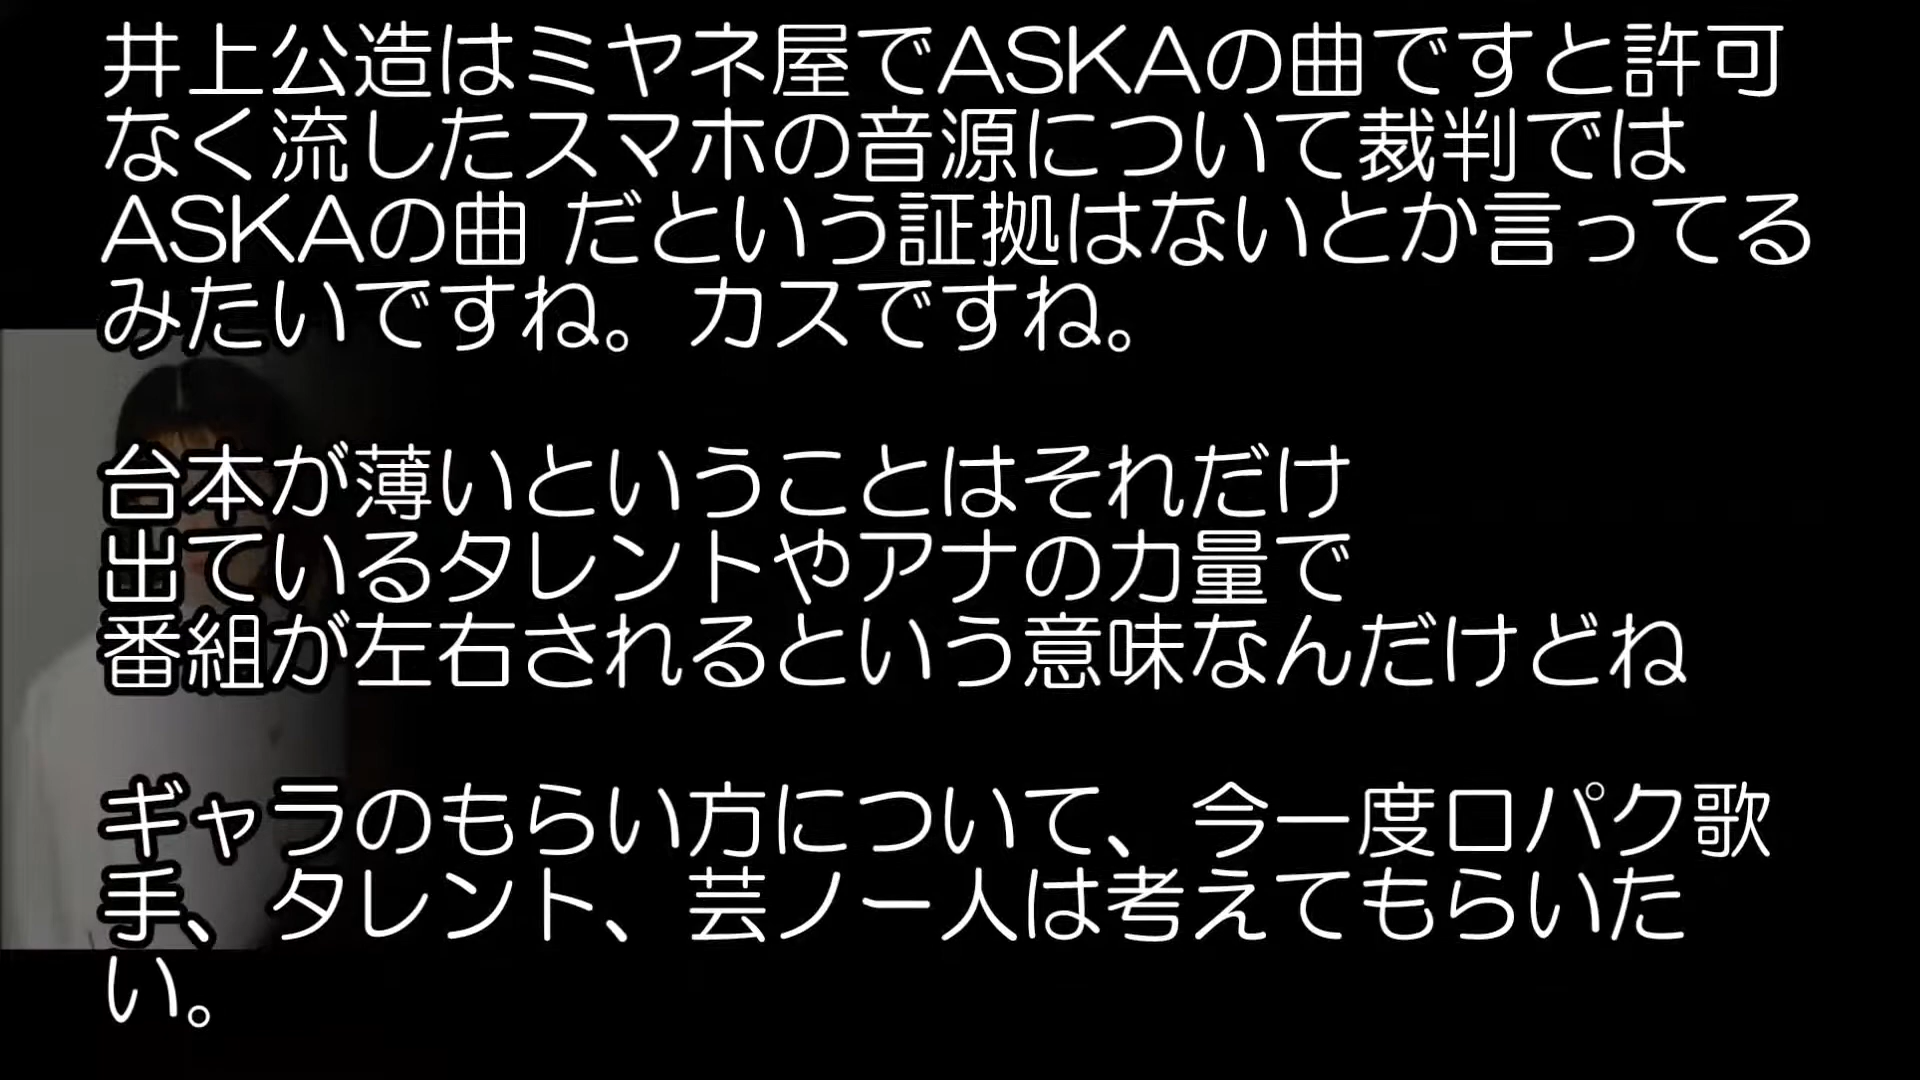 井上公造はミヤネ屋でASKAの曲ですと許可
なく流したスマホの音源について裁判では
ASKAの曲 だという証拠はないとか言ってる
みたいですね。カスですね。
台本が薄いということはそれだけ
出ているタレントやアナの力量で
番組が左右されるという意味なんだけどね
ギャラのもらい方について、今一度口パク歌
手、タレント、芸ノー人は考えてもらいた
い。